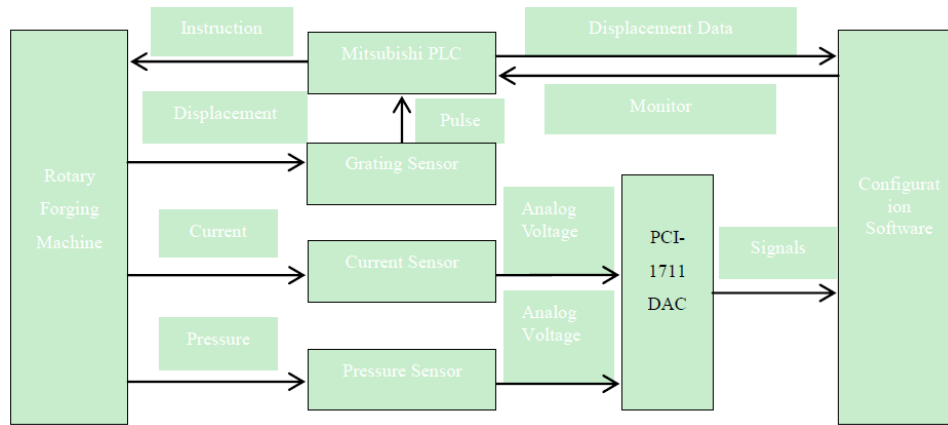 Instruction
Mitsubishi PLC
Displacement Data
Displacement
Pulse
Monitor
Grating Sensor
Rotary
Forging
Machine
Current
Current Sensor
Analog
Voltage
PCI-
1711
DAC
Signals
Configurat
ion
Software
Pressure
Pressure Sensor
Analog
Voltage